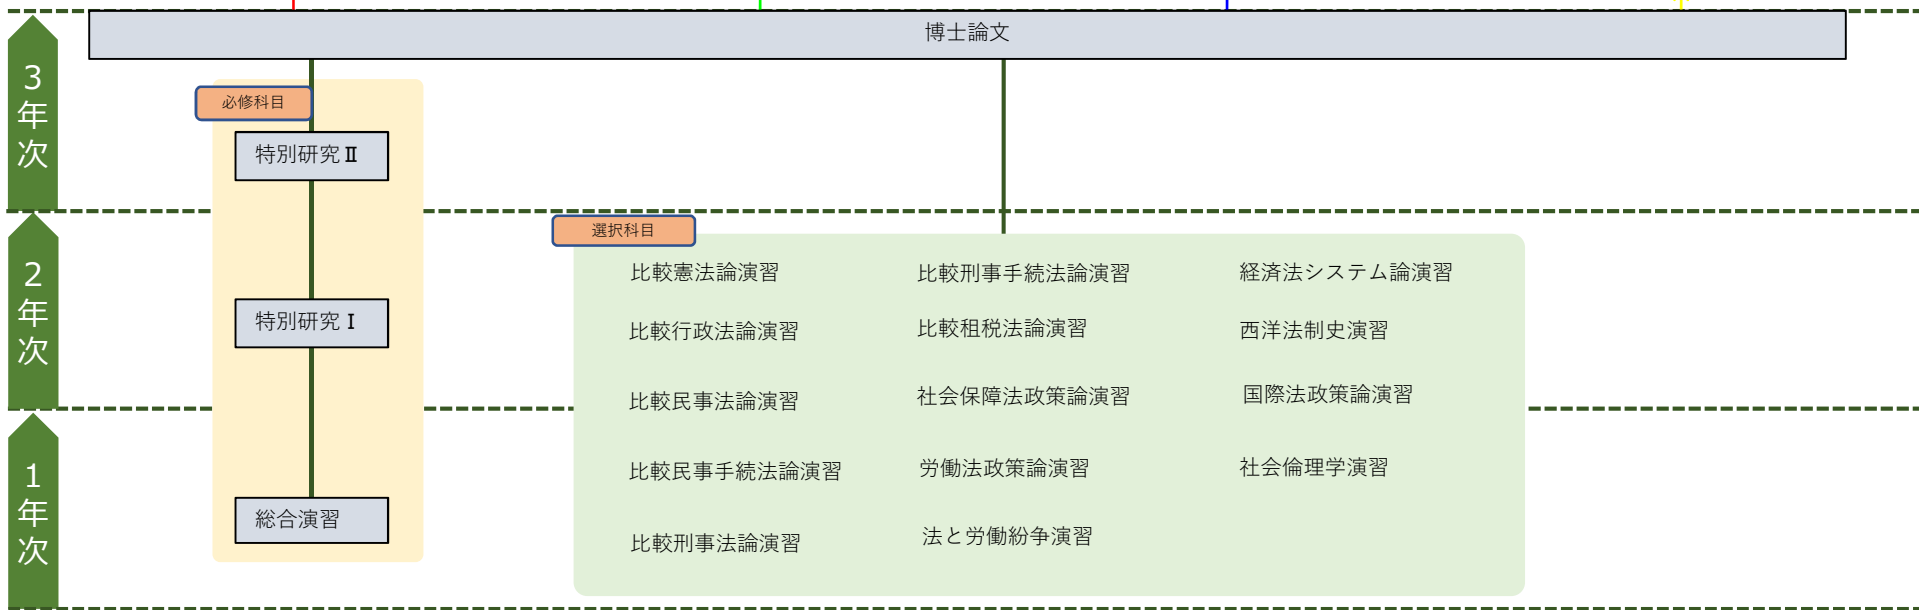 博士論文
3年次
必修科目
特別研究Ⅱ
選択科目
2年次
特別研究Ⅰ
1年次
総合演習
比較憲法論演習
比較行政法論演習
比較民事法論演習
比較民事手続法論演習
比較刑事法論演習
比較刑事手続法論演習
比較租税法論演習
社会保障法政策論演習
労働法政策論演習
法と労働紛争演習
経済法システム論演習
西洋法制史演習
国際法政策論演習
社会倫理学演習